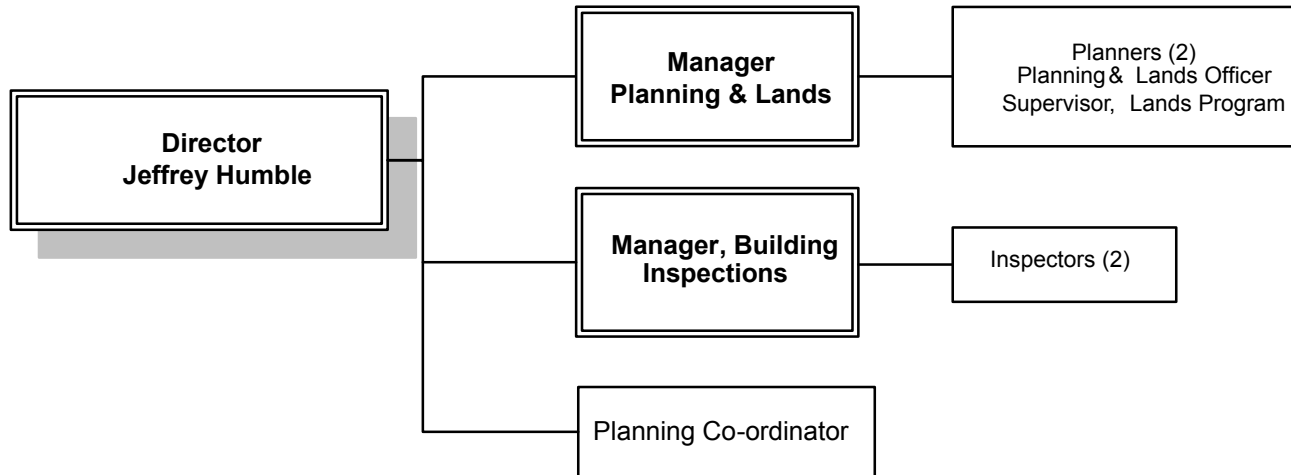 Director
Jeffrey Humble
Manager
Planning & Lands
Planners (2)
Planning & Lands Officer
Supervisor, Lands Program
Manager, Building
Inspections
Inspectors (2)
Planning Co-ordinator